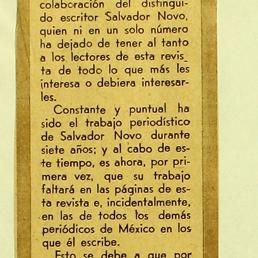 colaboración del distingui-
do escritor Salvador Novo,
quien ni en un solo número
ha dejado de tener al tanto
a los lectores de esta revis_
ta de todo lo que más les
interesa o debiera interesar-
les.
Constante y puntual ha
sido el trabajo periodístico
de Salvador Novo durante
siete años; y al cabo de es-
te tiempo, es ahora, por pri-
mera vez, que su trabajo
faltará en las páginas de es-
ta revista e, incidentalmente,
en las de todos los demás
periódicos de México en los
que él escribe.
Esto se debe a que por